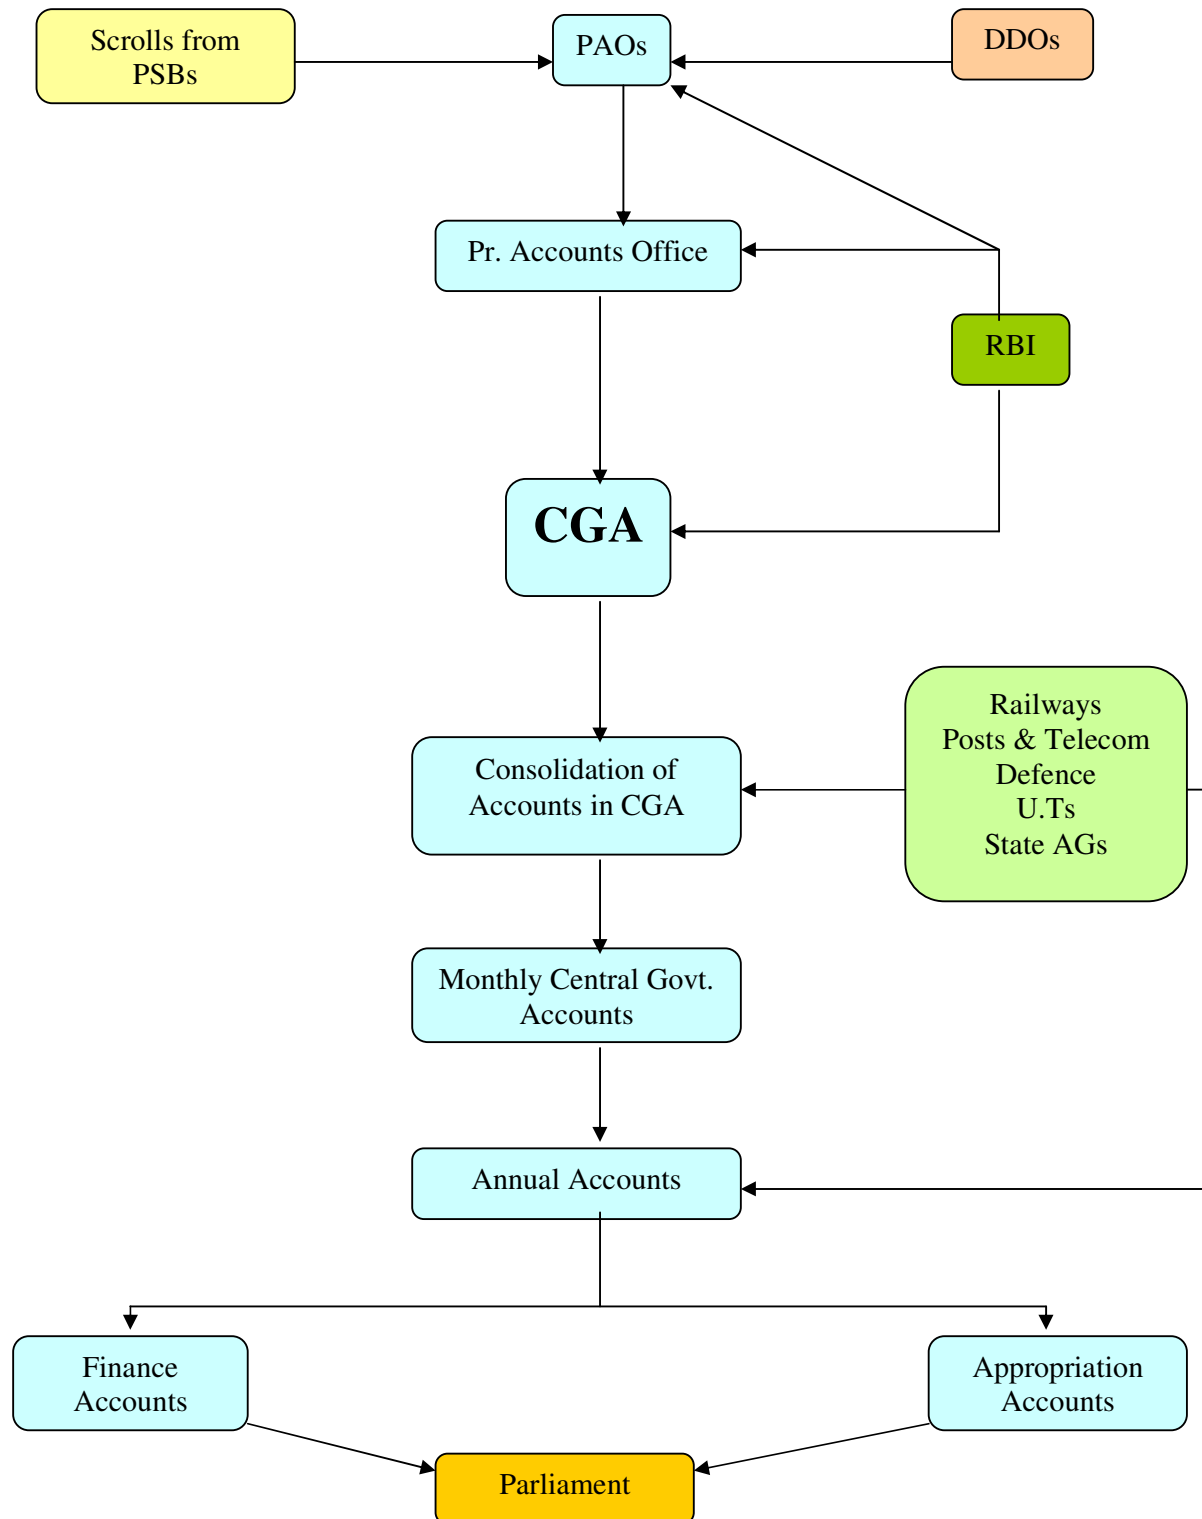 Scrolls from
PSBs
PAOs
DDOs
Pr. Accounts Office
RBI
CGA
Railways
Posts & Telecom
Defence
U.Ts
State AGs
Consolidation of
Accounts in CGA
Monthly Central Govt.
Accounts
Annual Accounts
Finance
Accounts
Appropriation
Accounts
Parliament